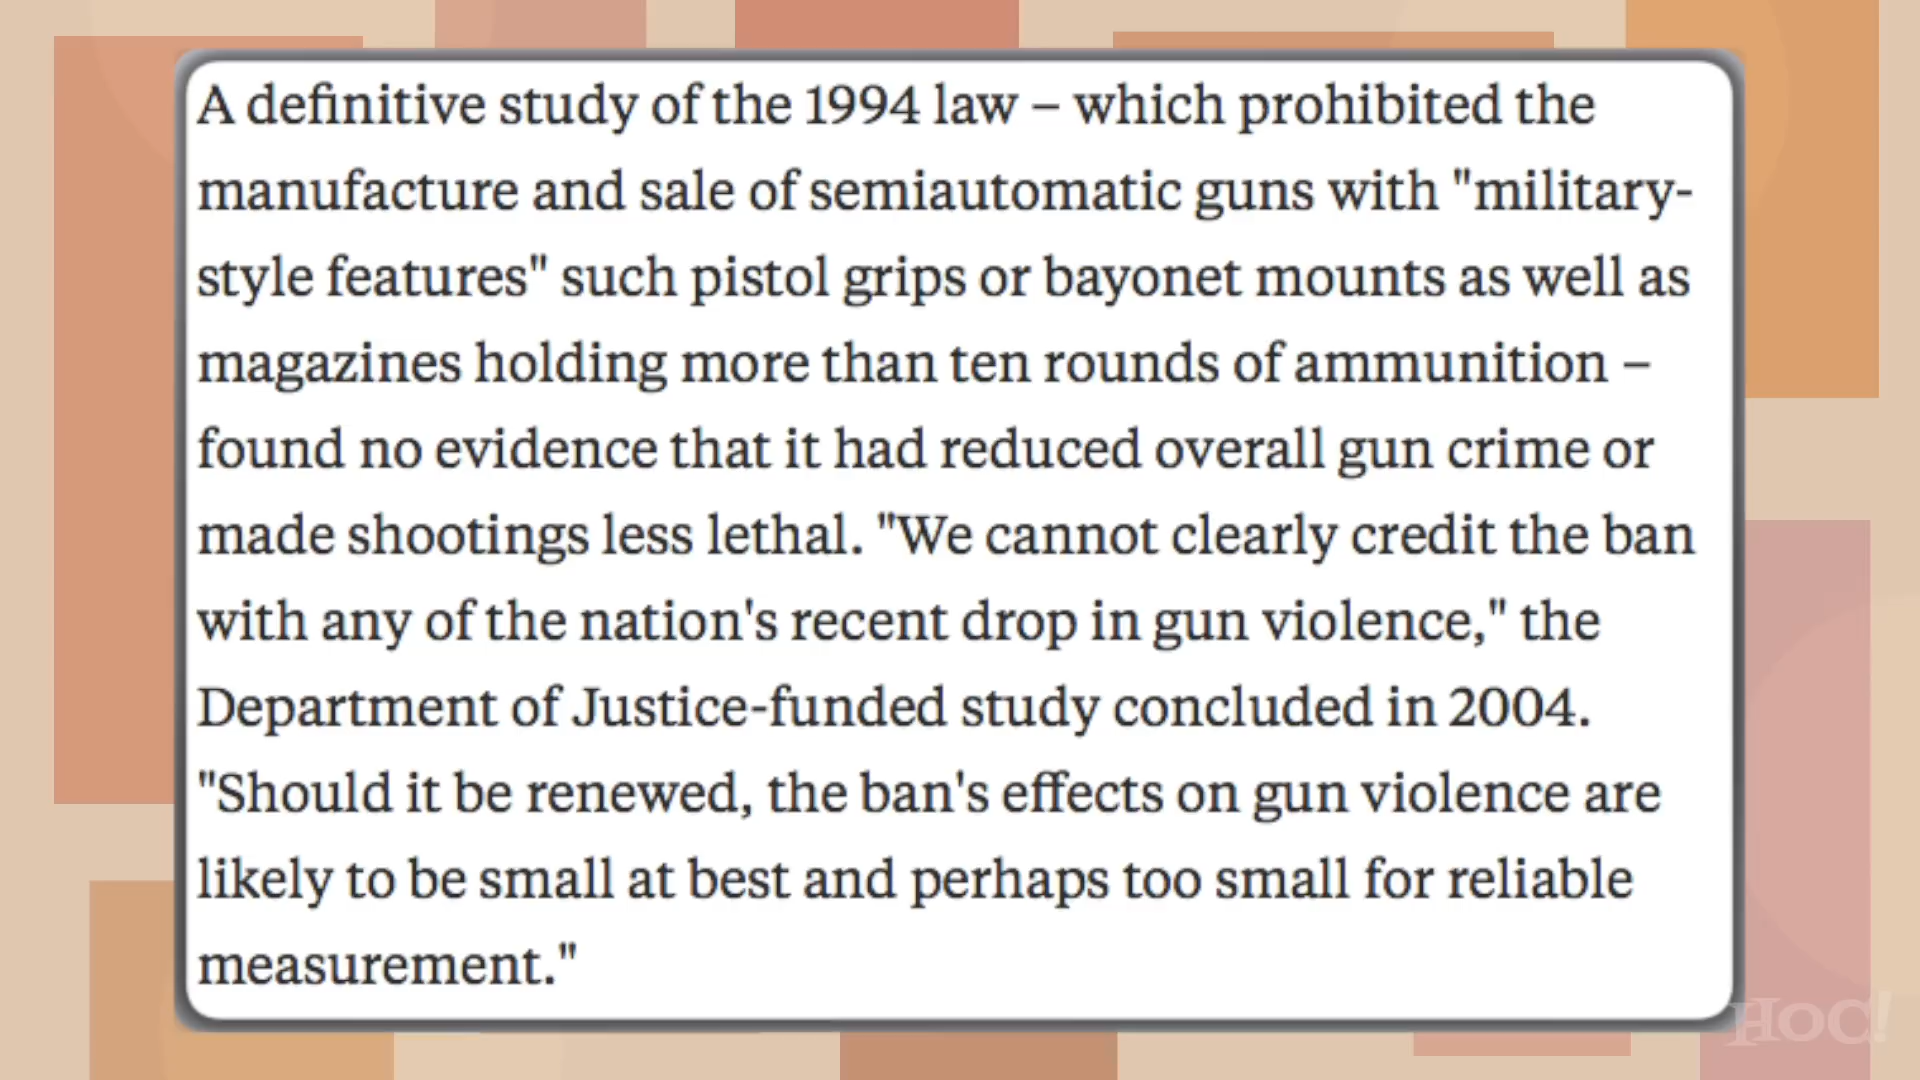 A definitive study of the 1994 law – which prohibited the
manufacture and sale of semiautomatic guns with "military-
style features" such pistol grips or bayonet mounts as well as
magazines holding more than ten rounds of ammunition –
found no evidence that it had reduced overall gun crime or
made shootings less lethal. "We cannot clearly credit the ban
with any of the nation's recent drop in gun violence," the
Department of Justice-funded study concluded in 2004.
"Should it be renewed, the ban's effects on gun violence are
likely to be small at best and perhaps too small for reliable
measurement."
HOC!